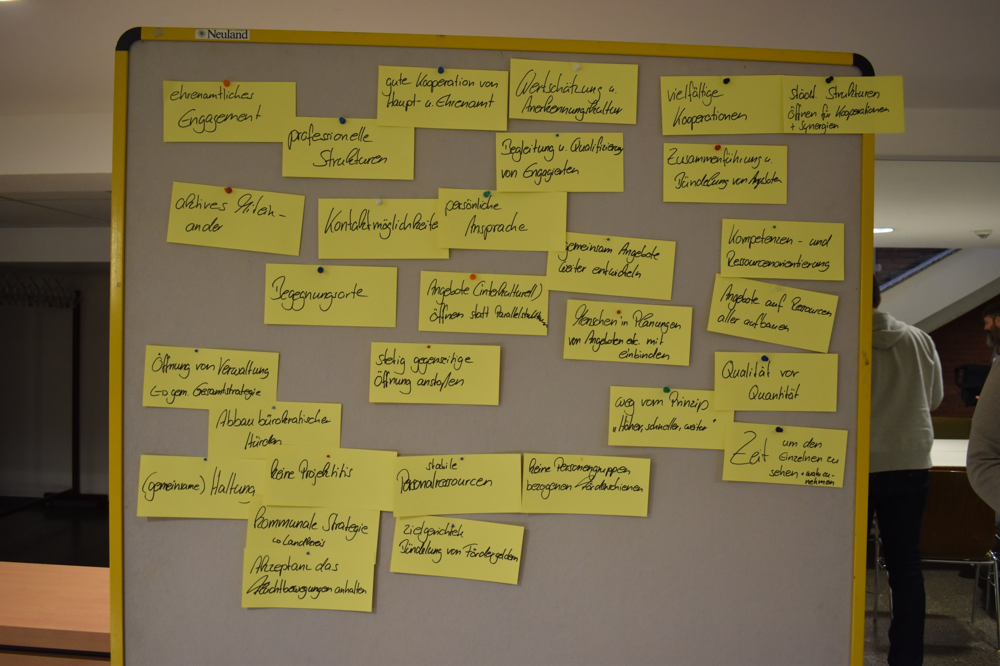 Neuland
ehrenamtliches
Engagement
professionelle
Strukturen
gute Kooperation von
Haupt- u. Ehrenamt
Wertschätzung u.
Anerkennungskultur
Begleitung u. Qualifizierung
von Engagierten
vielfältige
Kooperationen
städt. Strukturen
öffnen für Kooperationen
+ Synergien
Zusammenführung u.
Bündelung von Angeboten
aktives Mitein-
ander
Kontaktmöglichkeite
persönliche
Ansprache
gemeinsam Angebote
weiter entwickeln
Begegnungsorte
Angebote (interkulturell)
öffnen statt Parallelstrukturen
Menschen in Planungen
von Angeboten etc. mit
einbinden
Kompetenzen- und
Ressourcenorientierung
Angebote auf Ressourcen
aller aufbauen
Qualität vor
Quantität
weg vom Prinzip
„Höher, schneller, weiter"
Zeit um den
Einzelnen zu
sehen + wahrzu-
nehmen
Öffnung von Verwaltung
↪ gem. Gesamtstrategie
stetig gegenseitige
Öffnung anstoßen
Abbau bürokratischer
Hürden
(gemeinsame) Haltung
keine Projektitis
stabile
Personalressourcen
keine Personengruppen
bezogenen Förderschienen
kommunale Strategie
↪ Landkreis
Akzeptanz das
Fluchtbewegungen anhalten
zielgerichtete
Bündelung von Fördergeldern